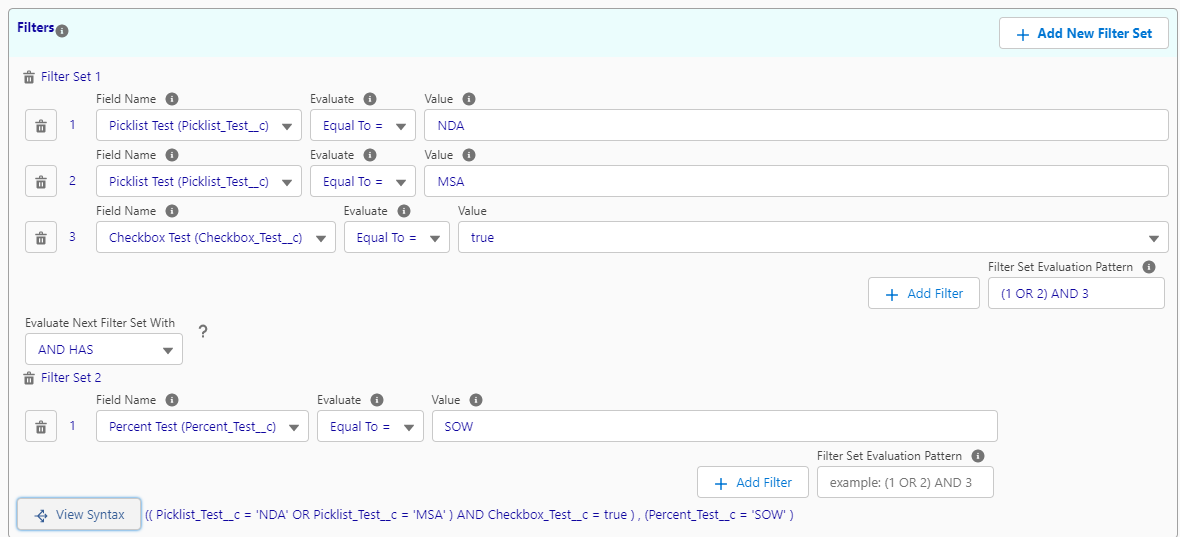 Filters
+ Add New Filter Set
Filter Set 1
Field Name Evaluate Value
1 Picklist Test (Picklist_Test__c) Equal To = NDA
Field Name Evaluate Value
2 Picklist Test (Picklist_Test__c) Equal To = MSA
Field Name Evaluate Value
3 Checkbox Test (Checkbox_Test__c) Equal To = true
Filter Set Evaluation Pattern
+ Add Filter (1 OR 2) AND 3
Evaluate Next Filter Set With ?
AND HAS
Filter Set 2
Field Name Evaluate Value
1 Percent Test (Percent_Test__c) Equal To = SOW
Filter Set Evaluation Pattern
+ Add Filter example: (1 OR 2) AND 3
View Syntax (( Picklist_Test__c = 'NDA' OR Picklist_Test__c = 'MSA' ) AND Checkbox_Test__c = true ) , (Percent_Test__c = 'SOW' )